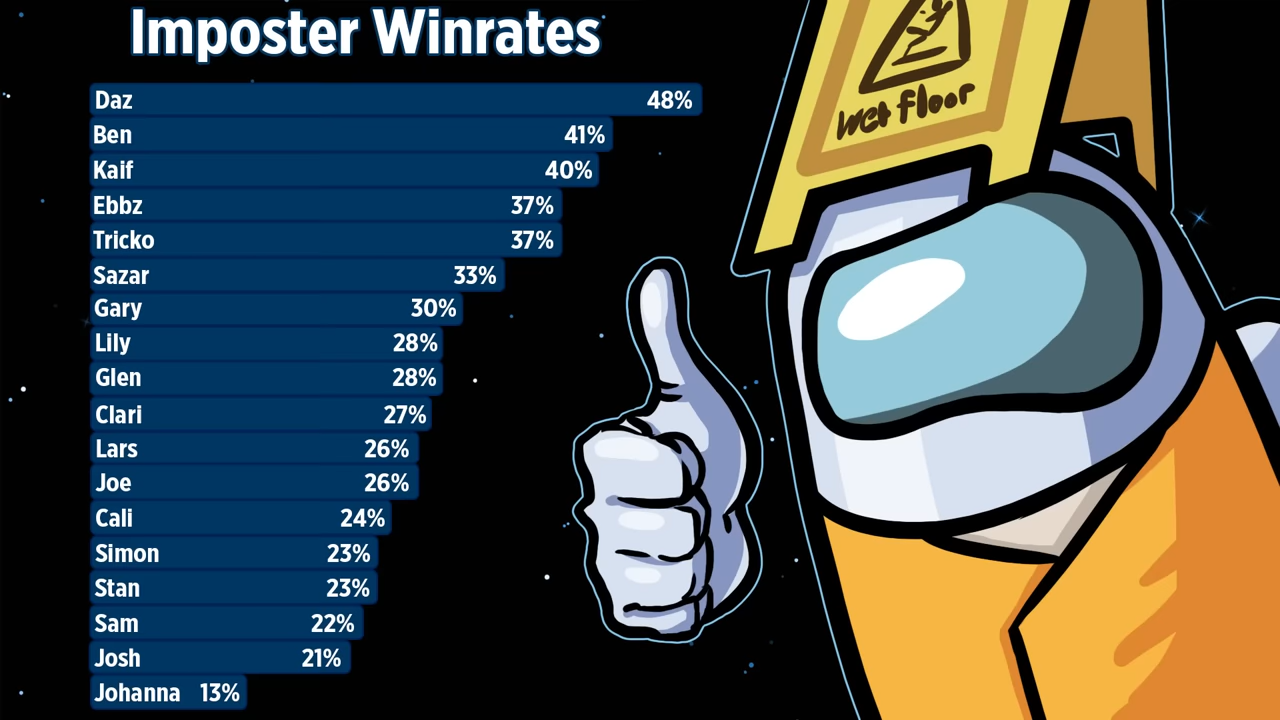 Imposter Winrates
Daz 48%
Ben 41%
Kaif 40%
Ebbz 37%
Tricko 37%
Sazar 33%
Gary 30%
Lily 28%
Glen 28%
Clari 27%
Lars 26%
Joe 26%
Cali 24%
Simon 23%
Stan 23%
Sam 22%
Josh 21%
Johanna 13%
wet floor